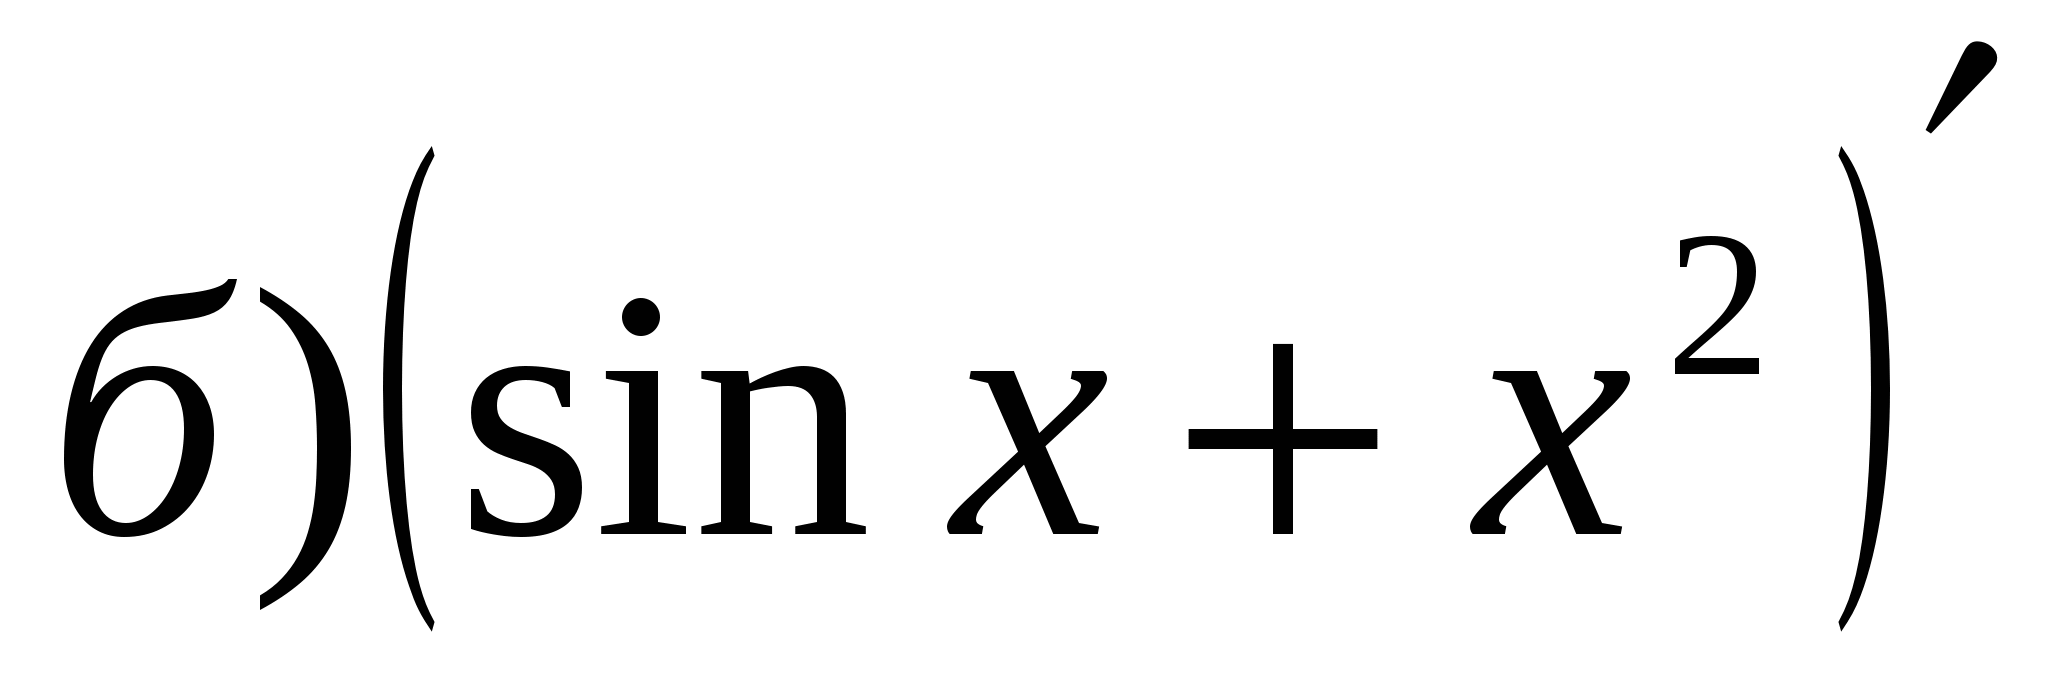 б)(sin x + x²)′